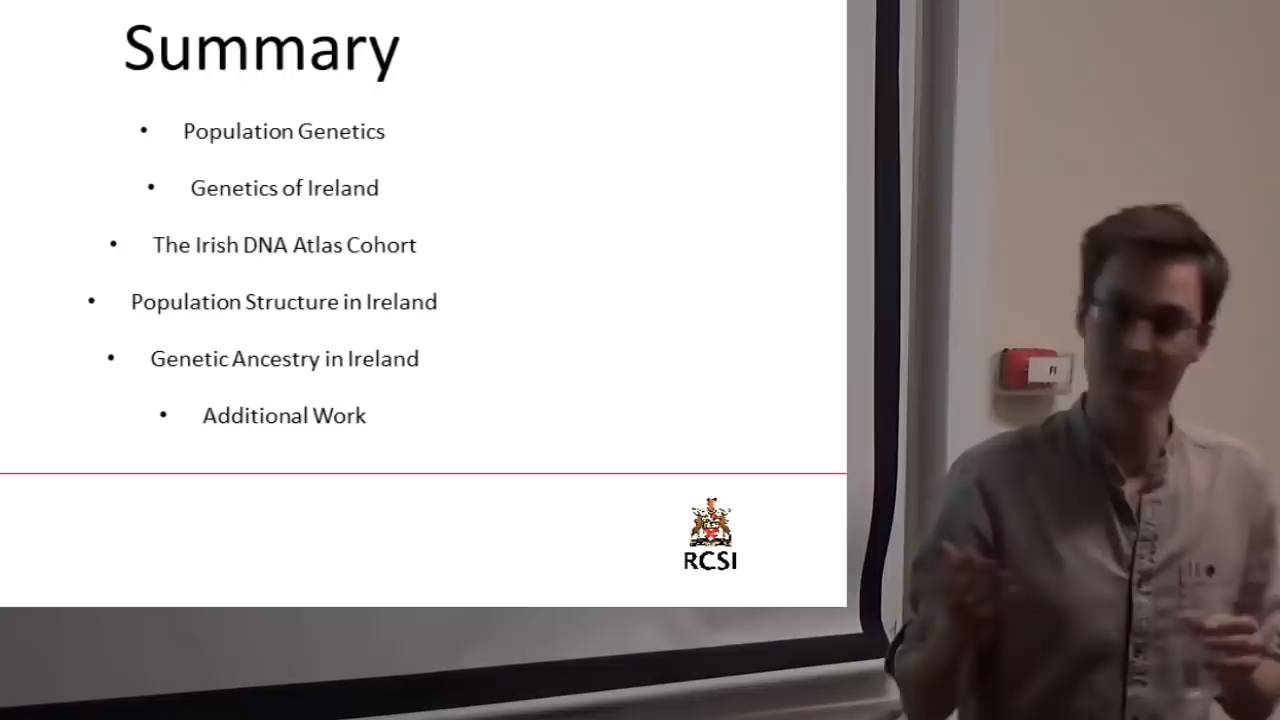 Summary
• Population Genetics
• Genetics of Ireland
• The Irish DNA Atlas Cohort
• Population Structure in Ireland
• Genetic Ancestry in Ireland
• Additional Work
RCSI